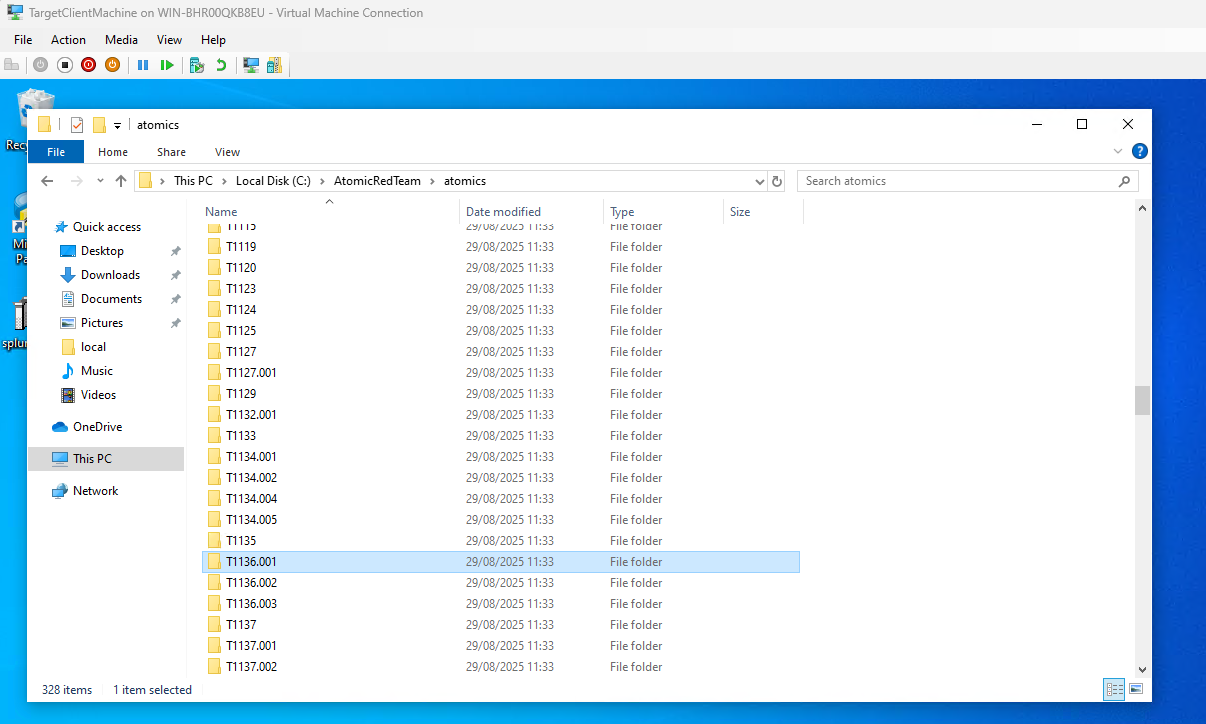 TargetClientMachine on WIN-BHR00QKB8EU - Virtual Machine Connection
File Action Media View Help
atomics
File Home Share View
This PC Local Disk (C:) AtomicRedTeam atomics
Search atomics
Name Date modified Type Size
Quick access
Desktop
Downloads
Documents
Pictures
local
Music
Videos
OneDrive
This PC
Network
T1115 29/08/2025 11:33 File folder
T1119 29/08/2025 11:33 File folder
T1120 29/08/2025 11:33 File folder
T1123 29/08/2025 11:33 File folder
T1124 29/08/2025 11:33 File folder
T1125 29/08/2025 11:33 File folder
T1127 29/08/2025 11:33 File folder
T1127.001 29/08/2025 11:33 File folder
T1129 29/08/2025 11:33 File folder
T1132.001 29/08/2025 11:33 File folder
T1133 29/08/2025 11:33 File folder
T1134.001 29/08/2025 11:33 File folder
T1134.002 29/08/2025 11:33 File folder
T1134.004 29/08/2025 11:33 File folder
T1134.005 29/08/2025 11:33 File folder
T1135 29/08/2025 11:33 File folder
T1136.001 29/08/2025 11:33 File folder
T1136.002 29/08/2025 11:33 File folder
T1136.003 29/08/2025 11:33 File folder
T1137 29/08/2025 11:33 File folder
T1137.001 29/08/2025 11:33 File folder
T1137.002 29/08/2025 11:33 File folder
328 items 1 item selected